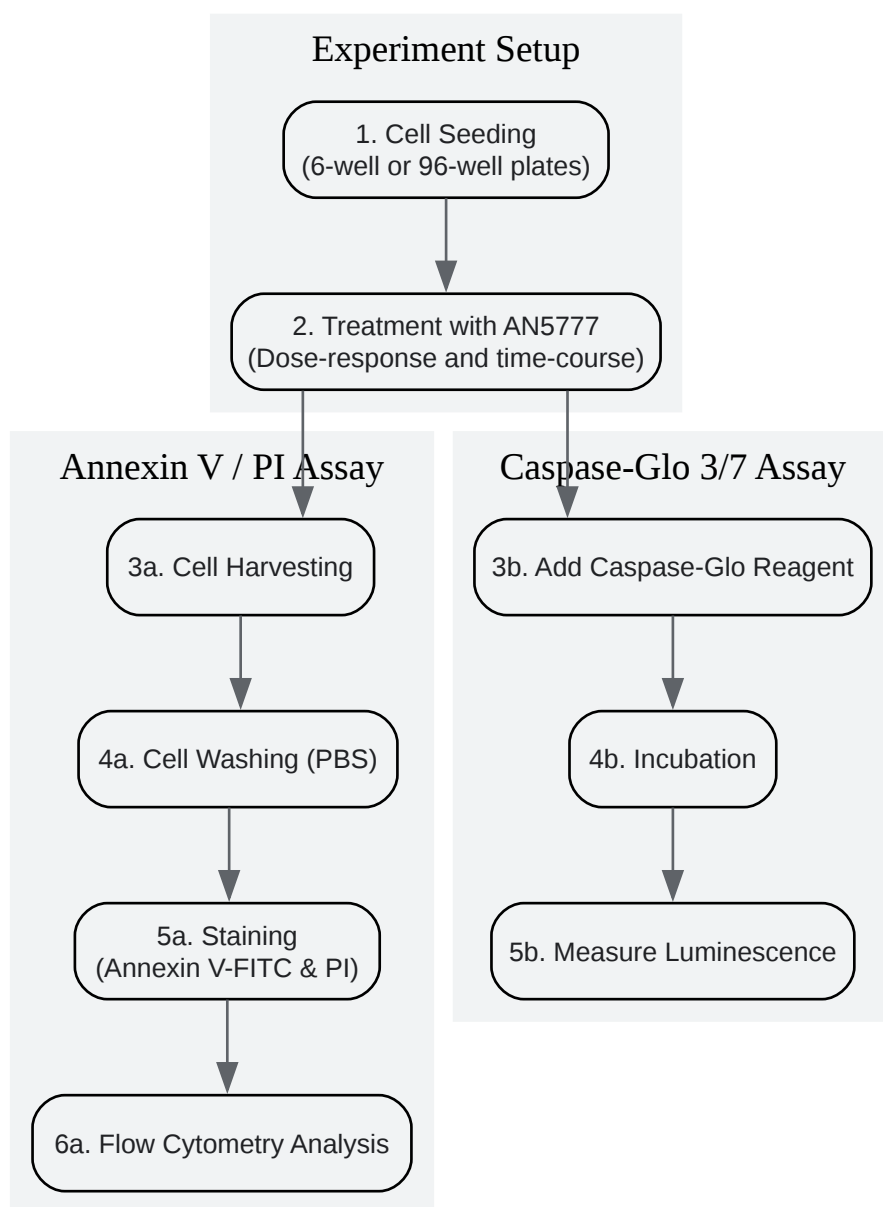 Experiment Setup
1. Cell Seeding
(6-well or 96-well plates)
2. Treatment with AN5777
(Dose-response and time-course)
Annexin V / PI Assay
3a. Cell Harvesting
4a. Cell Washing (PBS)
5a. Staining
(Annexin V-FITC & PI)
6a. Flow Cytometry Analysis
Caspase-Glo 3/7 Assay
3b. Add Caspase-Glo Reagent
4b. Incubation
5b. Measure Luminescence